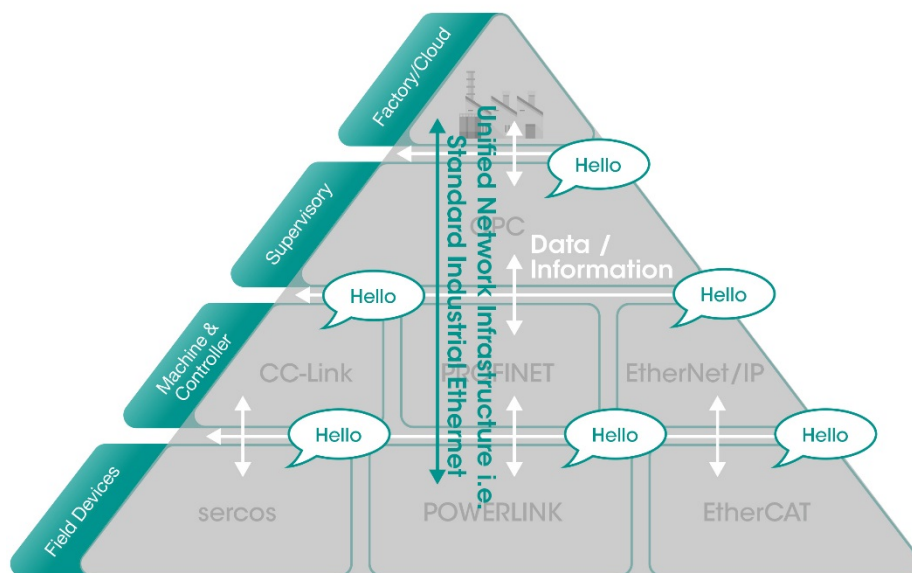 Factory/Cloud
Hello
Supervisory
OPC
Data /
Information
Hello
Hello
Machine &
Controller
CC-Link
PROFINET
EtherNet/IP
Hello
Hello
Hello
Field Devices
sercos
POWERLINK
EtherCAT
Unified Network Infrastructure i.e.
Standard Industrial Ethernet